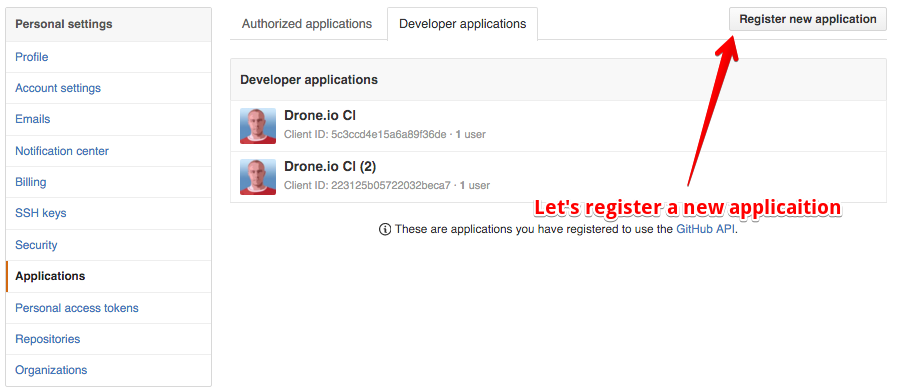 Personal settings
Profile
Account settings
Emails
Notification center
Billing
SSH keys
Security
Applications
Personal access tokens
Repositories
Organizations
Authorized applications
Developer applications
Register new application
Developer applications
Drone.io CI
Client ID: 5c3ccd4e15a6a89f36de · 1 user
Drone.io CI (2)
Client ID: 223125b05722032beca7 · 1 user
Let's register a new applicaition
These are applications you have registered to use the GitHub API.